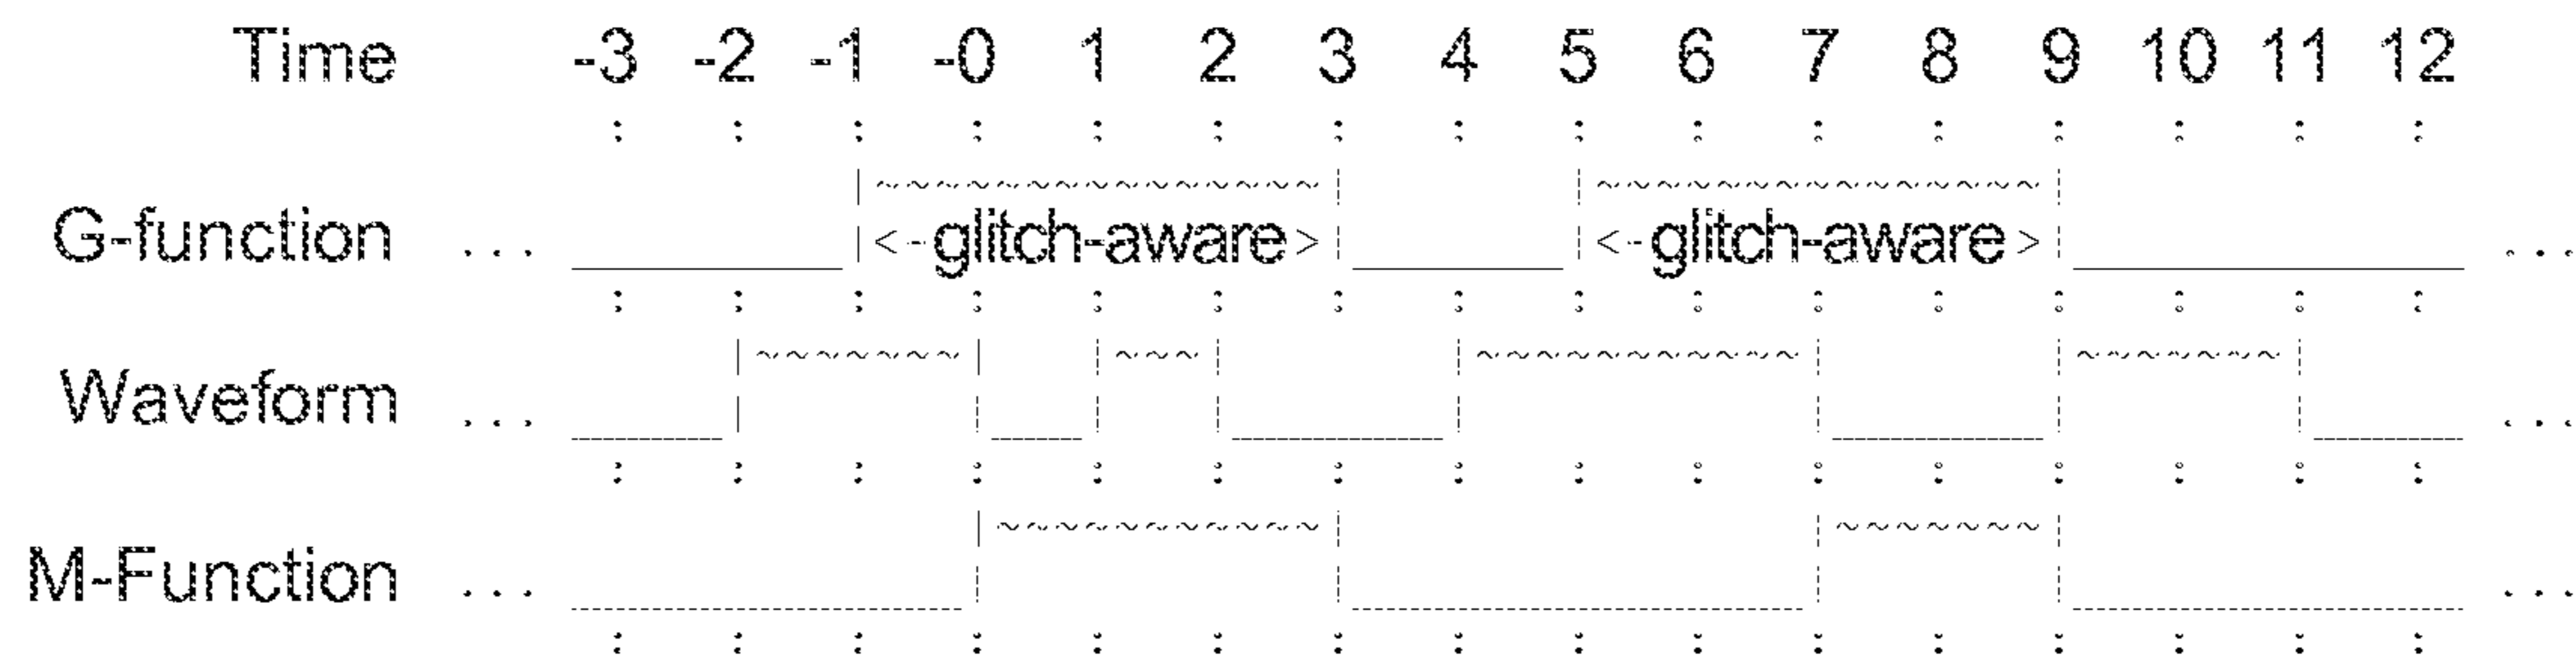 Time -3 -2 -1 -0 1 2 3 4 5 6 7 8 9 10 11 12
G-function ... <-glitch-aware> <-glitch-aware> ...
Waveform ... ...
M-Function ... ...